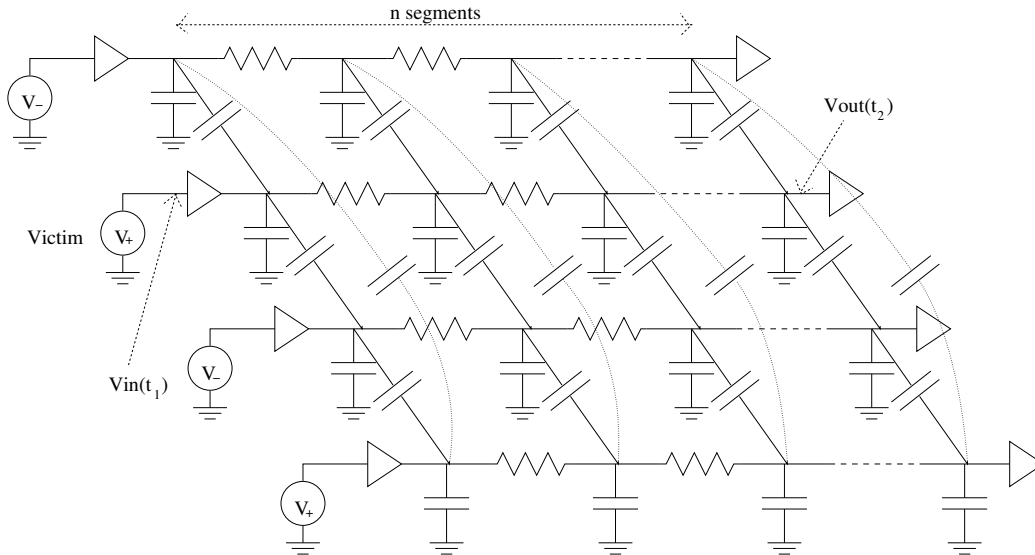 n segments
V-
Vout(t2)
Victim
V+
V-
Vin(t1)
V+